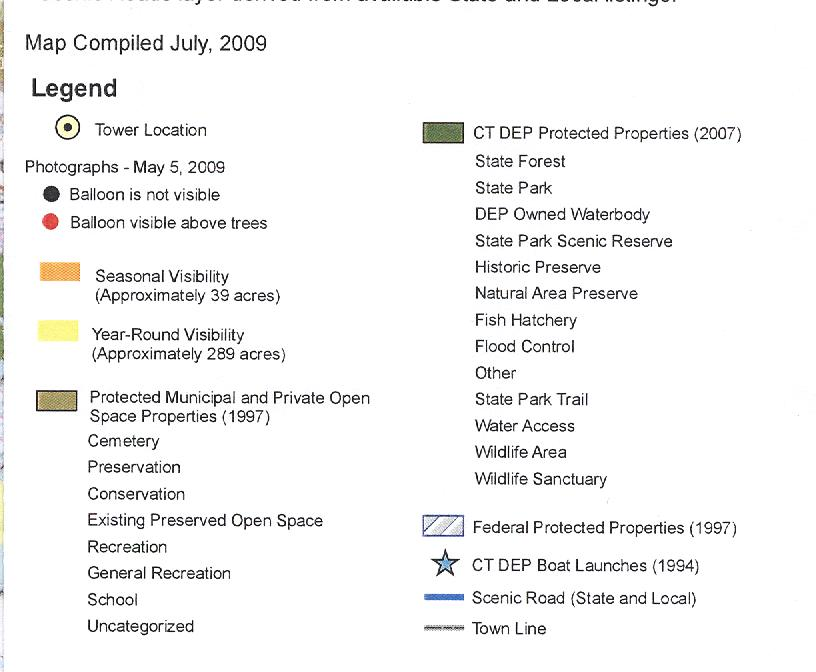 Map Compiled July, 2009
Legend
Tower Location
Photographs - May 5, 2009
Balloon is not visible
Balloon visible above trees
Seasonal Visibility
(Approximately 39 acres)
Year-Round Visibility
(Approximately 289 acres)
Protected Municipal and Private Open
Space Properties (1997)
Cemetery
Preservation
Conservation
Existing Preserved Open Space
Recreation
General Recreation
School
Uncategorized
CT DEP Protected Properties (2007)
State Forest
State Park
DEP Owned Waterbody
State Park Scenic Reserve
Historic Preserve
Natural Area Preserve
Fish Hatchery
Flood Control
Other
State Park Trail
Water Access
Wildlife Area
Wildlife Sanctuary
Federal Protected Properties (1997)
CT DEP Boat Launches (1994)
Scenic Road (State and Local)
Town Line